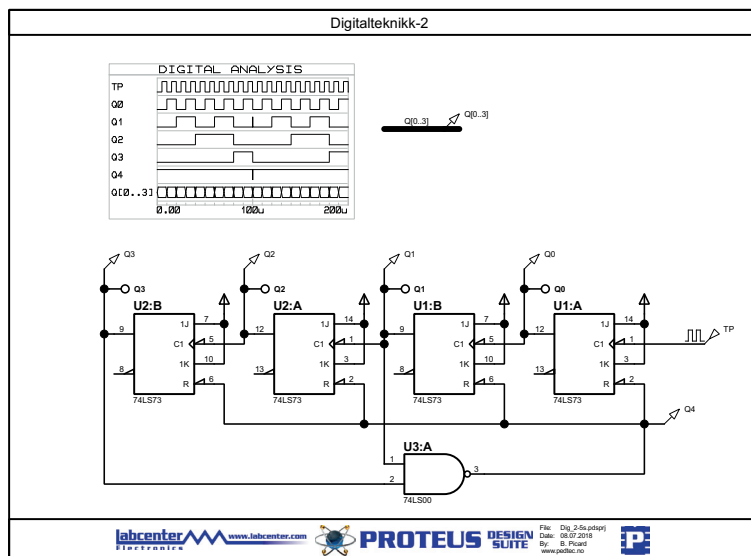 Digitalteknikk-2
DIGITAL ANALYSIS
TP
Q0
Q1
Q2
Q3
Q4
Q[0..3]
0.00 100u 200u
Q[0..3] Q[0..3]
Q3 Q2 Q1 Q0
Q3 Q2 Q1 Q0
U2:B U2:A U1:B U1:A
9 1J 7 12 1J 14 9 1J 7 12 1J 14
C1 5 C1 1 C1 5 C1 1 TP
1K 10 1K 3 1K 10 1K 3
8 R 6 13 R 2 8 R 6 13 R 2
74LS73 74LS73 74LS73 74LS73
Q4
U3:A
1
2
3
74LS00
labcenter www.labcenter.com
Electronics
PROTEUS DESIGN SUITE
File: Dig_2-5s.pdsprj
Date: 08.07.2018
By: B. Picard
www.pedtec.no
P